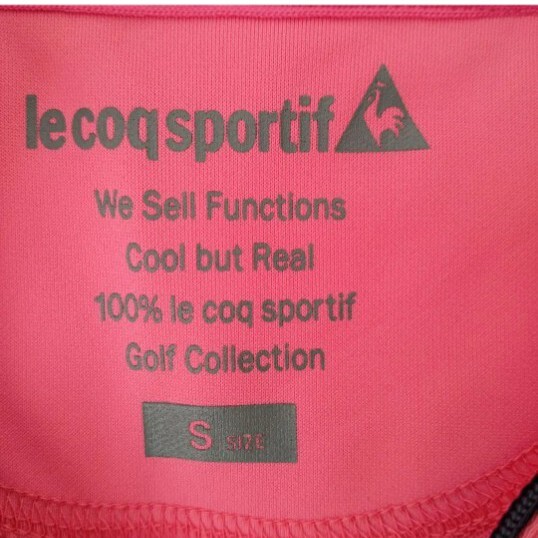 le coq sportif
We Sell Functions
Cool but Real
100% le coq sportif
Golf Collection
S SIZE